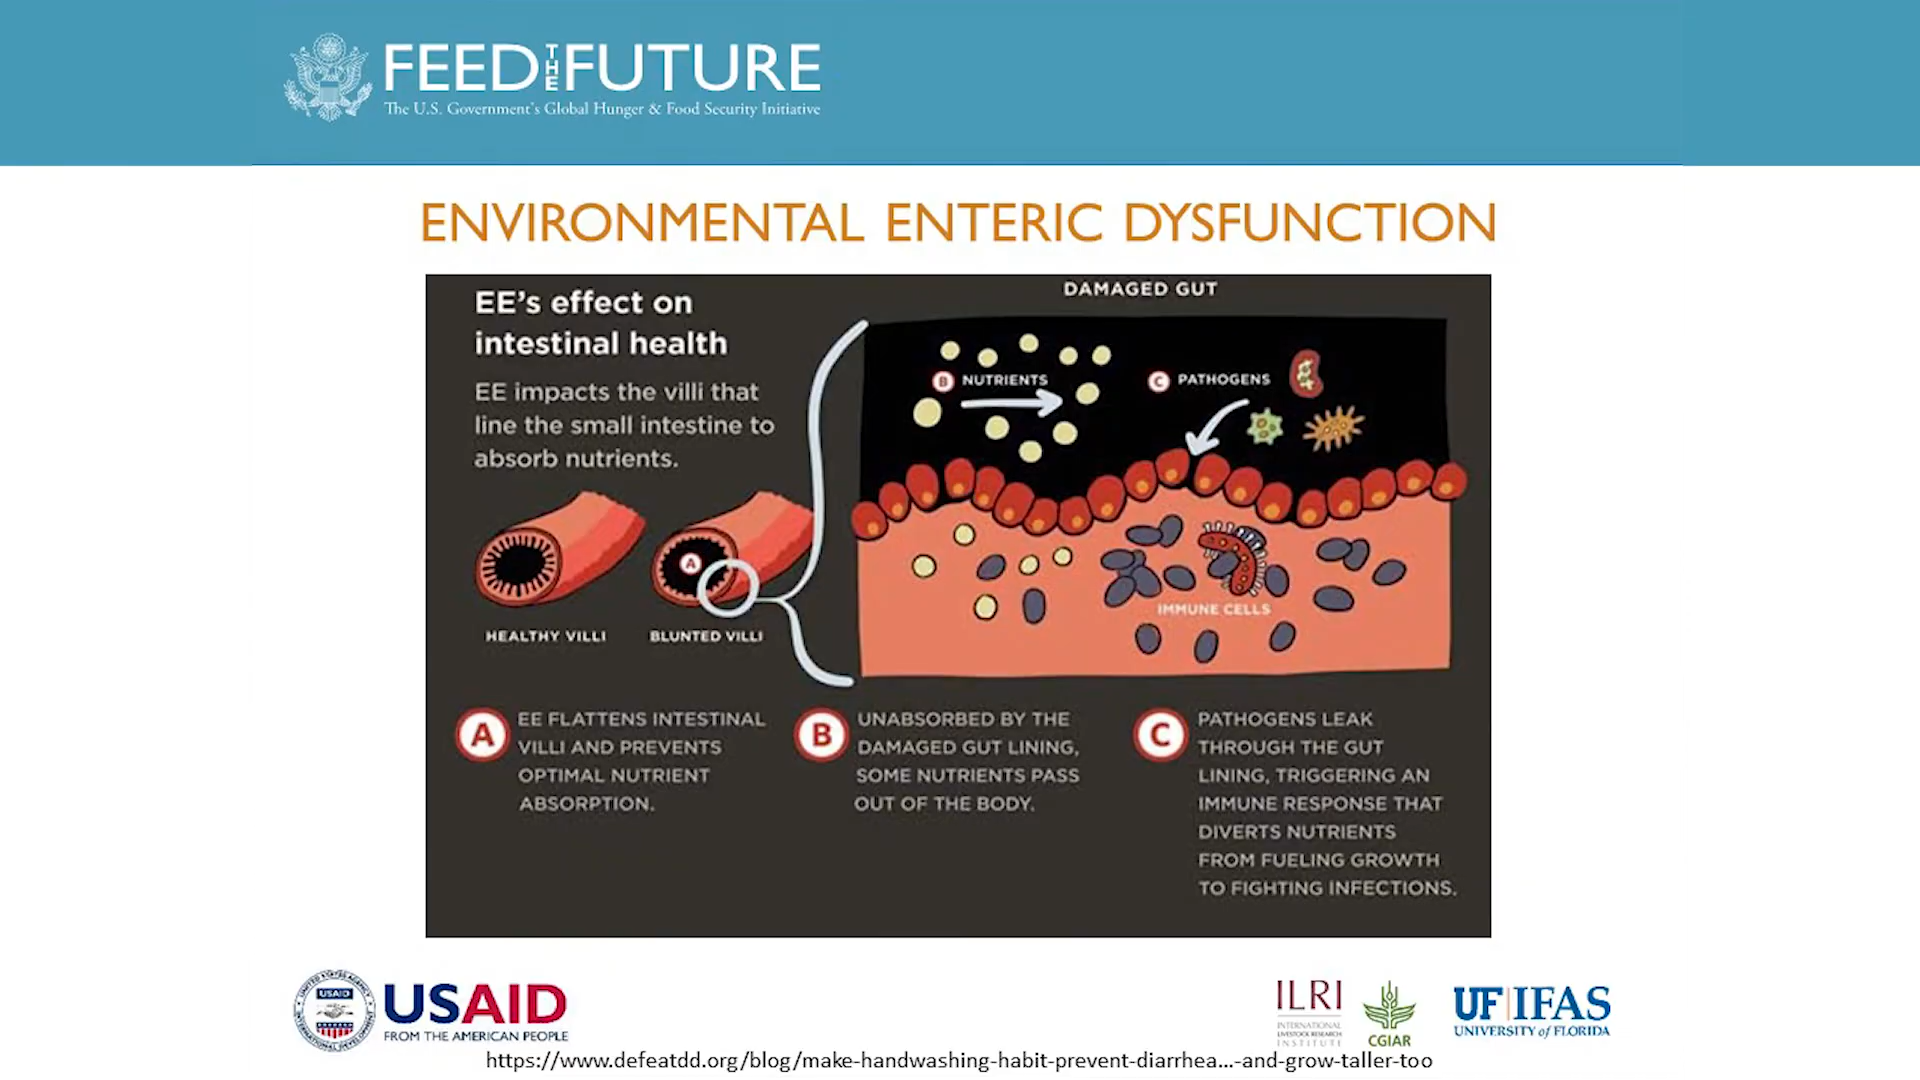 FEED THE FUTURE
The U.S. Government's Global Hunger & Food Security Initiative
ENVIRONMENTAL ENTERIC DYSFUNCTION
EE's effect on
intestinal health
EE impacts the villi that
line the small intestine to
absorb nutrients.
HEALTHY VILLI
A
BLUNTED VILLI
DAMAGED GUT
B NUTRIENTS
C PATHOGENS
IMMUNE CELLS
A
EE FLATTENS INTESTINAL
VILLI AND PREVENTS
OPTIMAL NUTRIENT
ABSORPTION.
B
UNABSORBED BY THE
DAMAGED GUT LINING,
SOME NUTRIENTS PASS
OUT OF THE BODY.
C
PATHOGENS LEAK
THROUGH THE GUT
LINING, TRIGGERING AN
IMMUNE RESPONSE THAT
DIVERTS NUTRIENTS
FROM FUELING GROWTH
TO FIGHTING INFECTIONS.
USAID
USAID
FROM THE AMERICAN PEOPLE
ILRI
INTERNATIONAL
LIVESTOCK RESEARCH
INSTITUTE
CGIAR
UF|IFAS
UNIVERSITY of FLORIDA
https://www.defeatdd.org/blog/make-handwashing-habit-prevent-diarrhea...-and-grow-taller-too